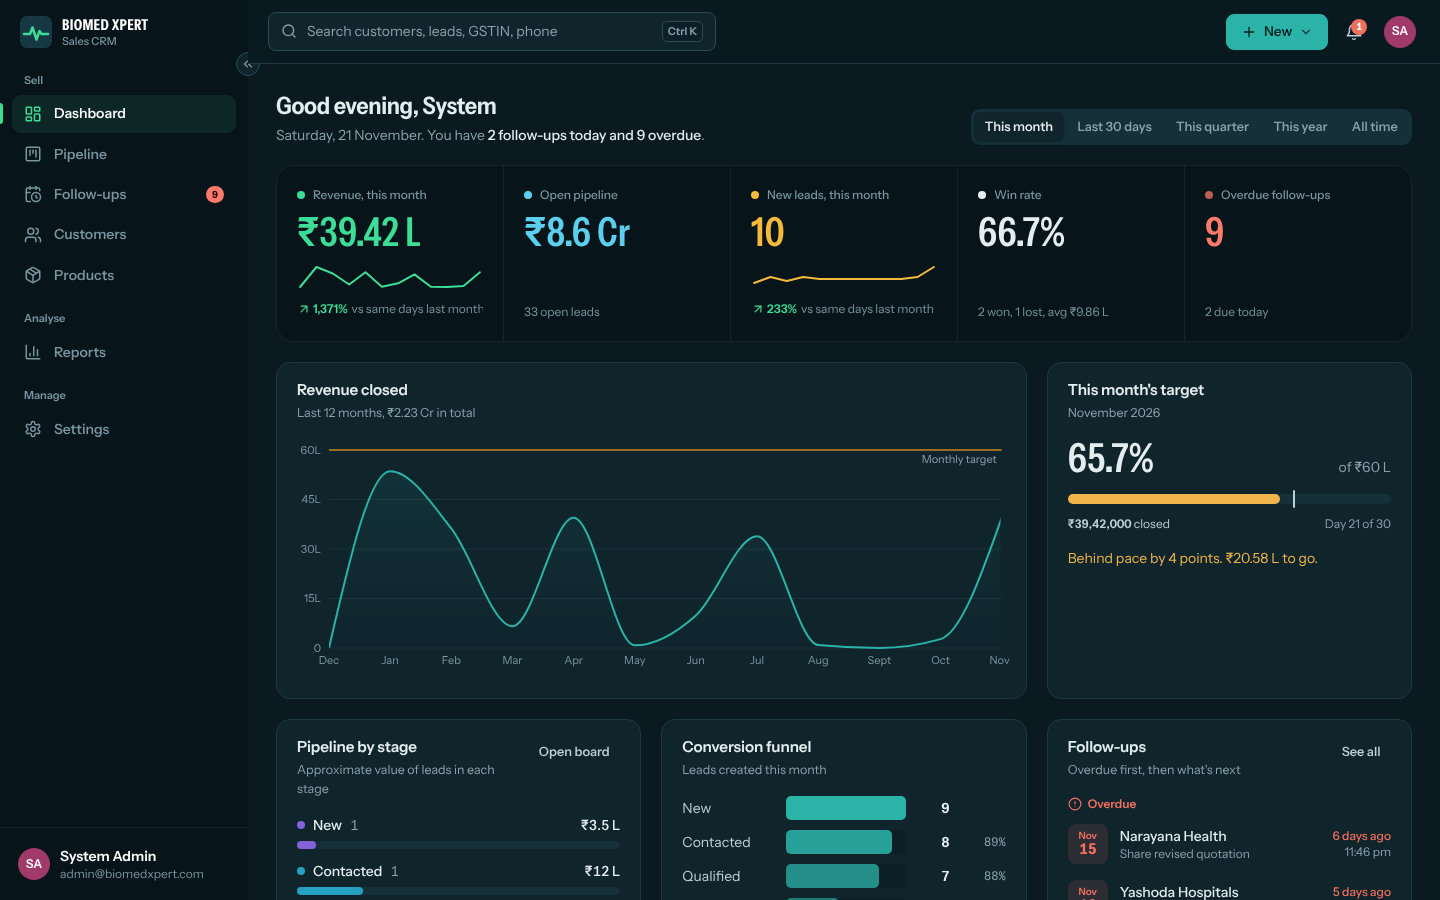 BIOMED XPERT
Sales CRM
Search customers, leads, GSTIN, phone
Ctrl K
New
1
SA
Sell
Dashboard
Pipeline
Follow-ups
9
Customers
Products
Analyse
Reports
Manage
Settings
SA
System Admin
admin@biomedxpert.com
Good evening, System
Saturday, 21 November. You have 2 follow-ups today and 9 overdue.
This month
Last 30 days
This quarter
This year
All time
Revenue, this month
₹39.42 L
1,371% vs same days last month
Open pipeline
₹8.6 Cr
33 open leads
New leads, this month
10
233% vs same days last month
Win rate
66.7%
2 won, 1 lost, avg ₹9.86 L
Overdue follow-ups
9
2 due today
Revenue closed
Last 12 months, ₹2.23 Cr in total
60L
Monthly target
45L
30L
15L
0
Dec Jan Feb Mar Apr May Jun Jul Aug Sept Oct Nov
This month's target
November 2026
65.7%
of ₹60 L
₹39,42,000 closed
Day 21 of 30
Behind pace by 4 points. ₹20.58 L to go.
Pipeline by stage
Open board
Approximate value of leads in each
stage
New 1
₹3.5 L
Contacted 1
₹12 L
Conversion funnel
Leads created this month
New 9
Contacted 8 89%
Qualified 7 88%
Follow-ups
See all
Overdue first, then what's next
Overdue
Nov
15
Narayana Health
Share revised quotation
6 days ago
11:46 pm
Nov
Yashoda Hospitals
5 days ago